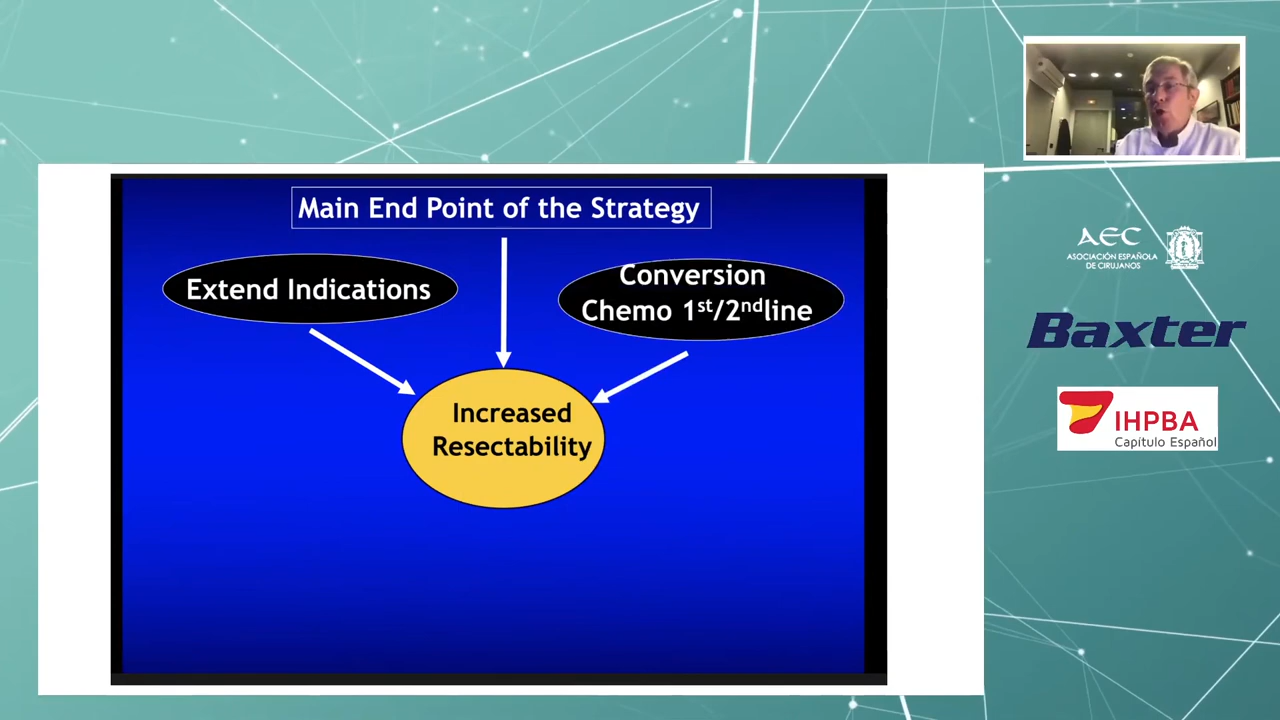 Main End Point of the Strategy
Extend Indications
Conversion
Chemo 1st/2ndline
Increased
Resectability
AEC
ASOCIACIÓN ESPAÑOLA
DE CIRUJANOS
Baxter
IHPBA
Capítulo Español